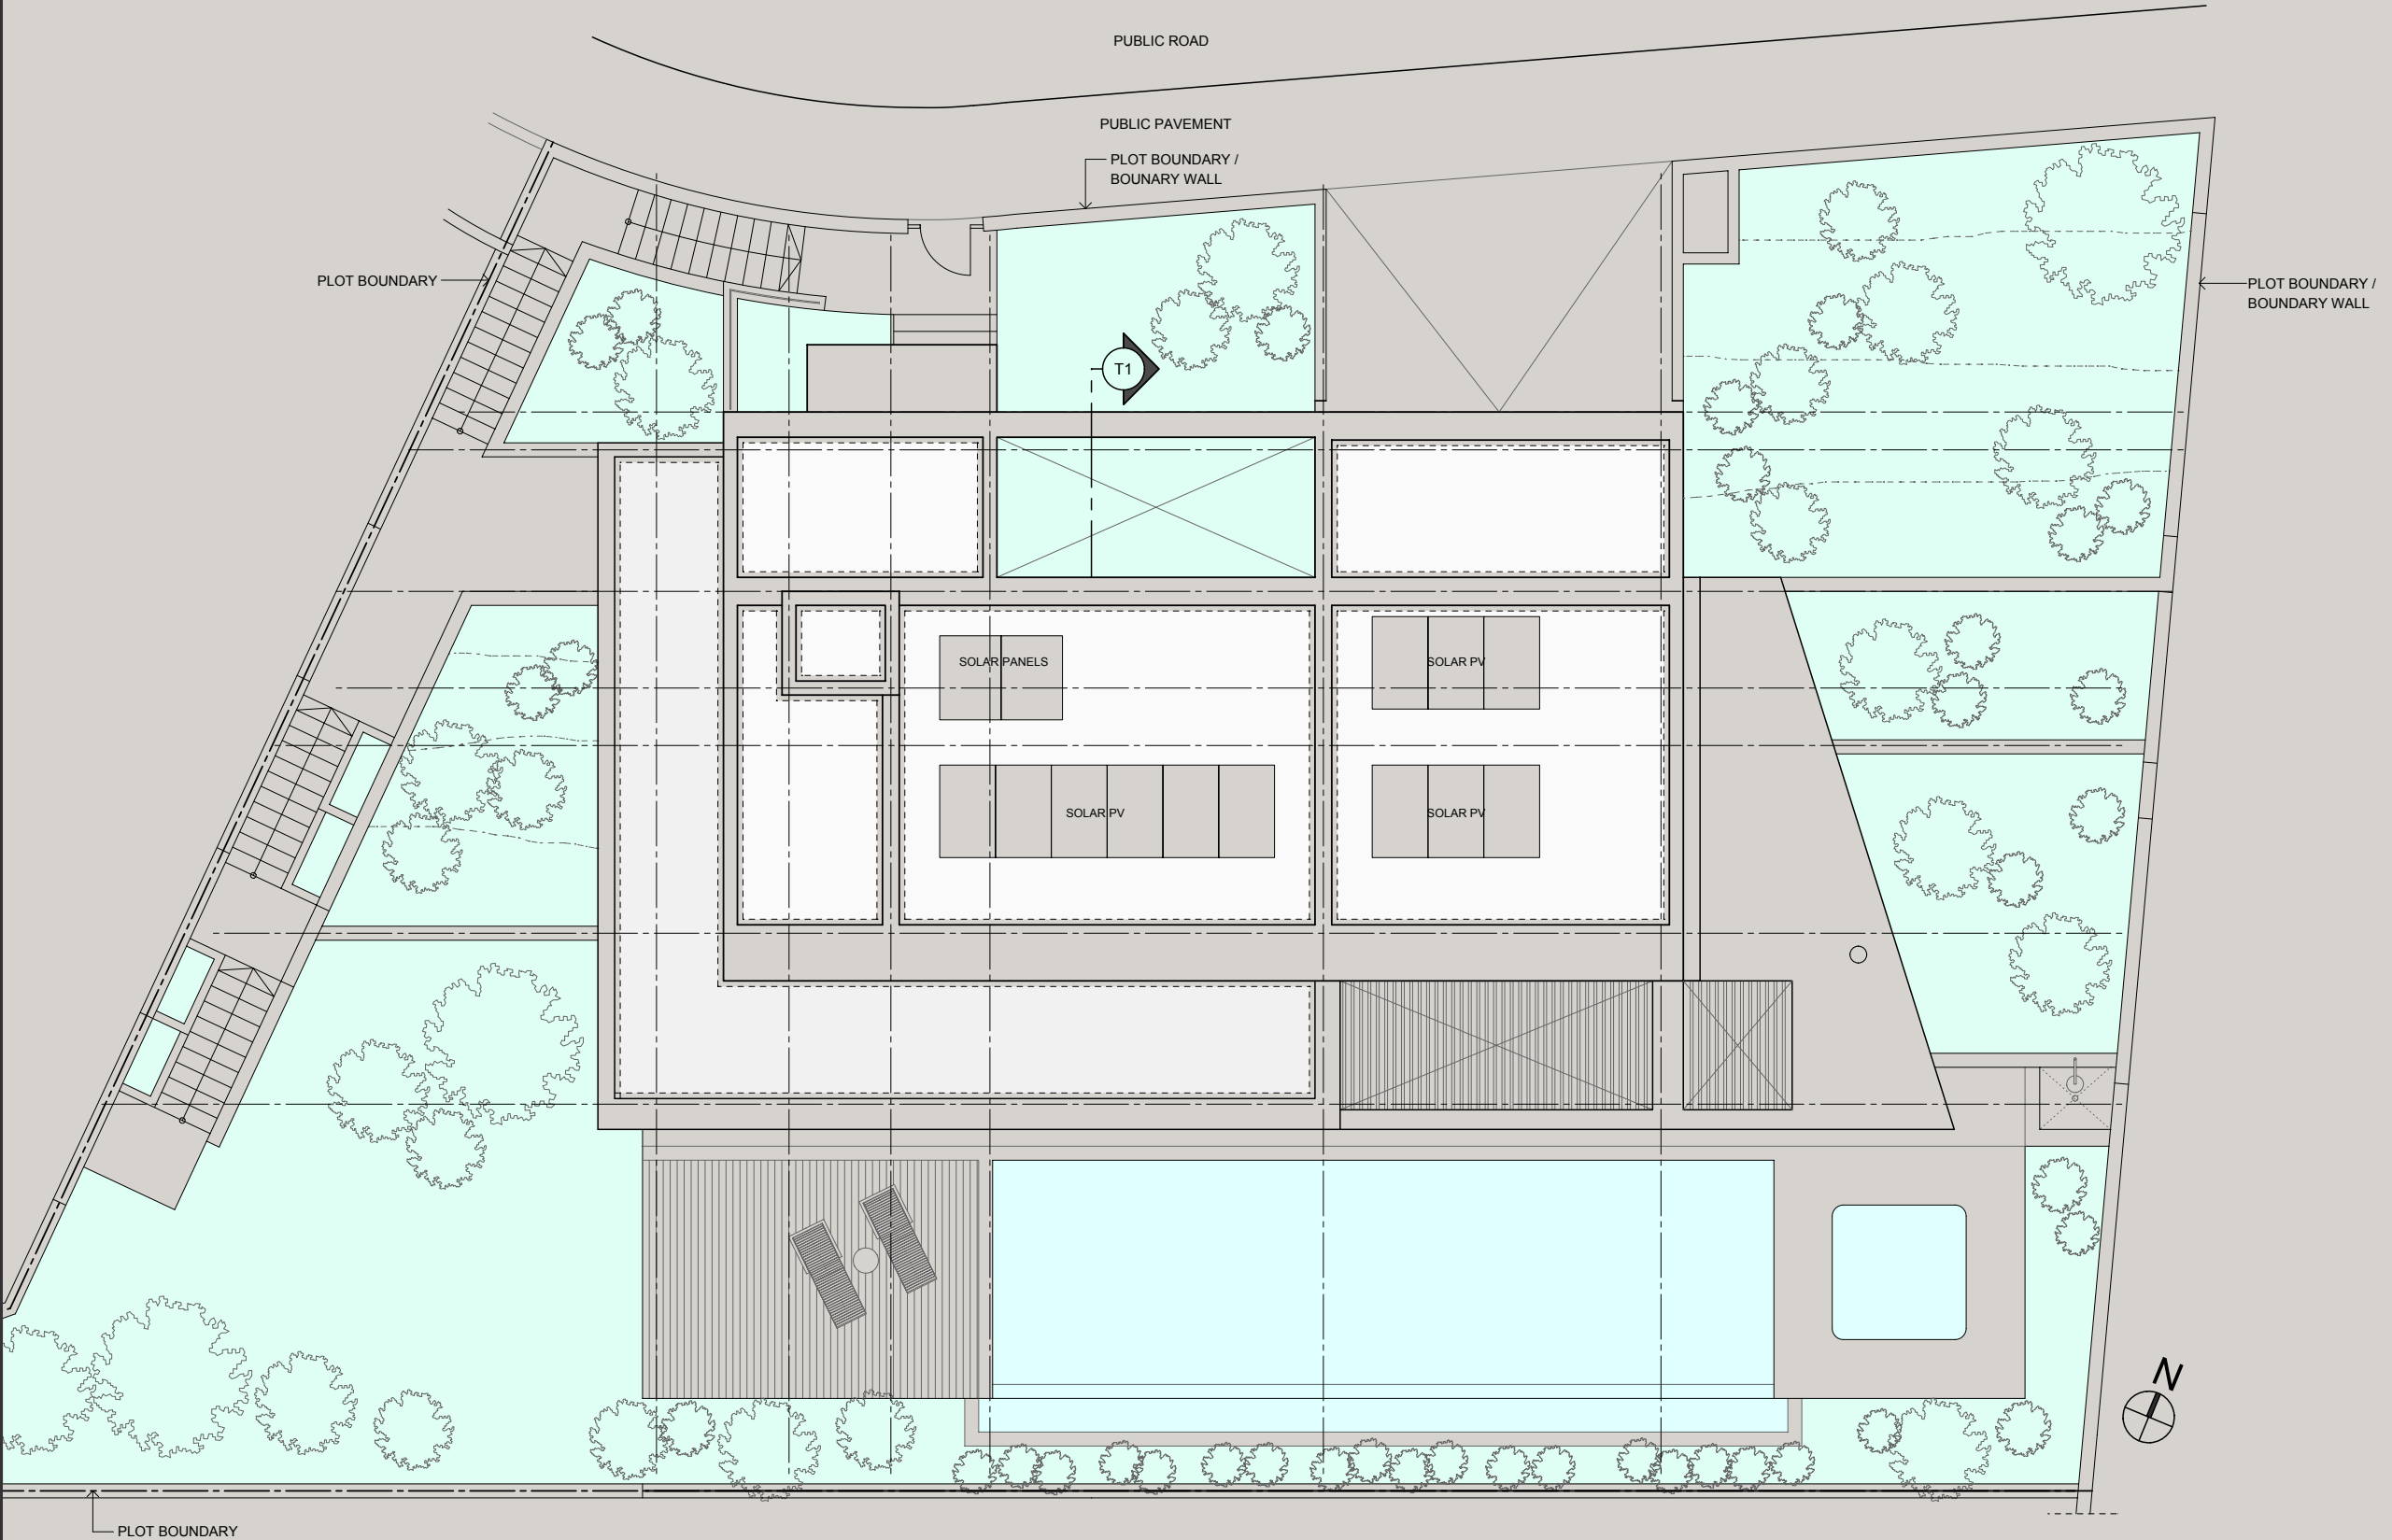 PUBLIC ROAD
PUBLIC PAVEMENT
PLOT BOUNDARY /
BOUNARY WALL
PLOT BOUNDARY
PLOT BOUNDARY /
BOUNDARY WALL
T1
SOLAR PANELS
SOLAR PV
SOLAR PV
SOLAR PV
N
PLOT BOUNDARY